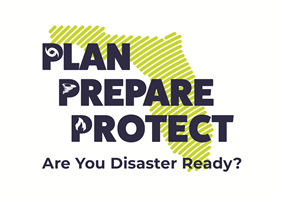 PLAN
PREPARE
PROTECT
Are You Disaster Ready?